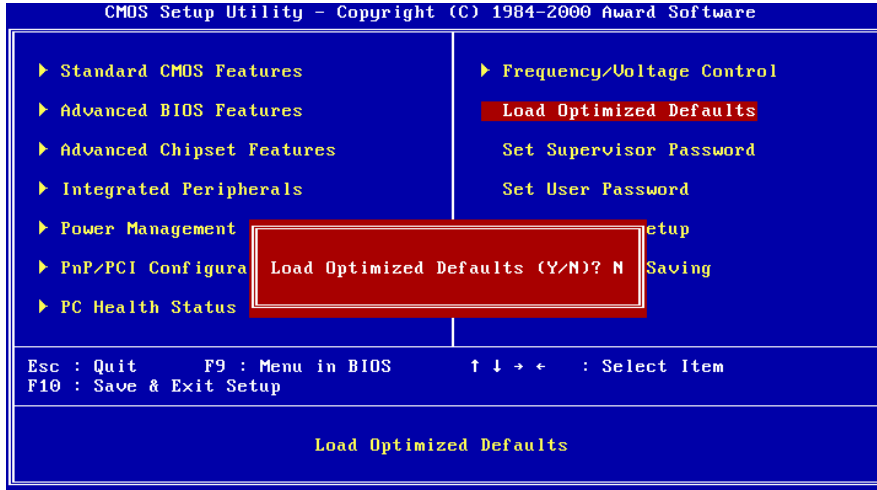 CMOS Setup Utility - Copyright (C) 1984-2000 Award Software
▶ Standard CMOS Features
▶ Advanced BIOS Features
▶ Advanced Chipset Features
▶ Integrated Peripherals
▶ Power Management
▶ PnP/PCI Configura
▶ PC Health Status
▶ Frequency/Voltage Control
Load Optimized Defaults
Set Supervisor Password
Set User Password
etup
Saving
Load Optimized Defaults (Y/N)? N
Esc : Quit F9 : Menu in BIOS ↑ ↓ → ← : Select Item
F10 : Save & Exit Setup
Load Optimized Defaults